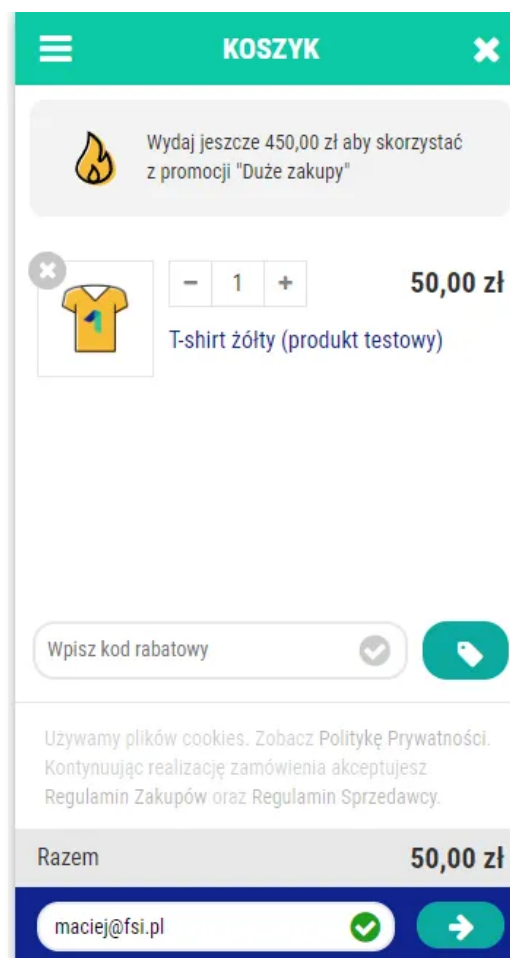 KOSZYK
Wydaj jeszcze 450,00 zł aby skorzystać
z promocji "Duże zakupy"
1
50,00 zł
T-shirt żółty (produkt testowy)
Wpisz kod rabatowy
Używamy plików cookies. Zobacz Politykę Prywatności.
Kontynuując realizację zamówienia akceptujesz
Regulamin Zakupów oraz Regulamin Sprzedawcy.
Razem 50,00 zł
maciej@fsi.pl